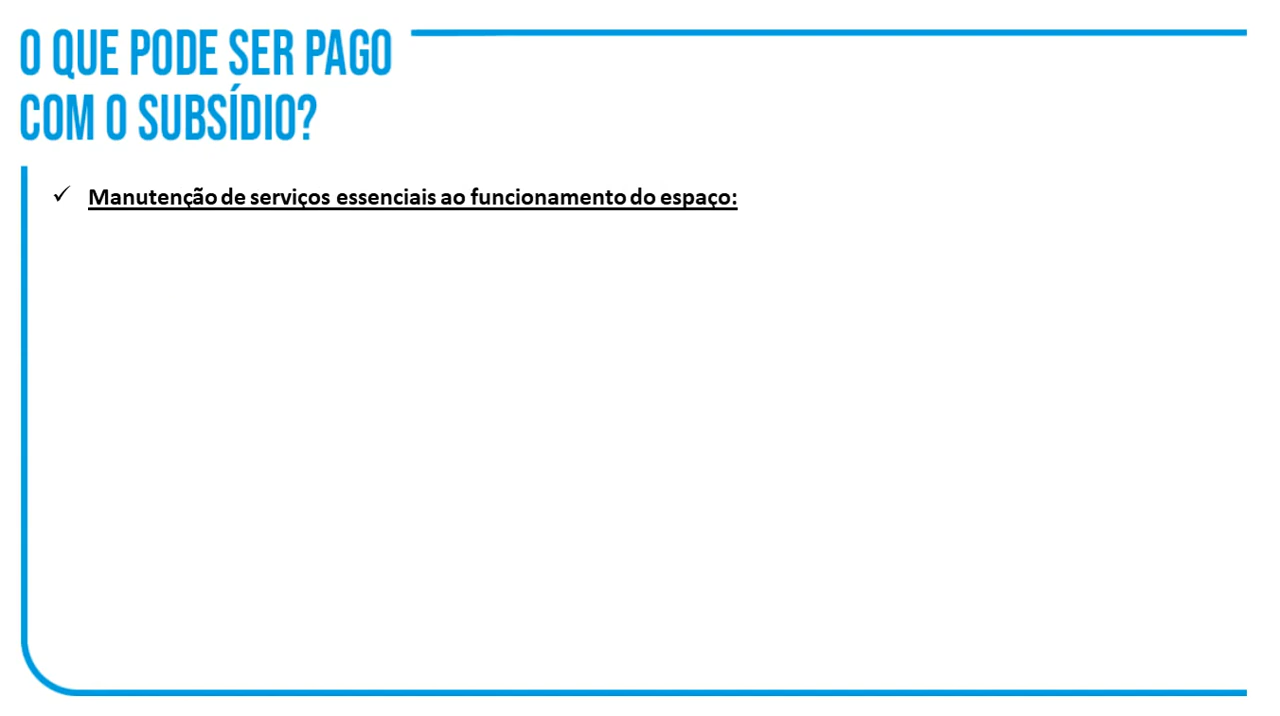 O QUE PODE SER PAGO
COM O SUBSÍDIO?
✓ Manutenção de serviços essenciais ao funcionamento do espaço: